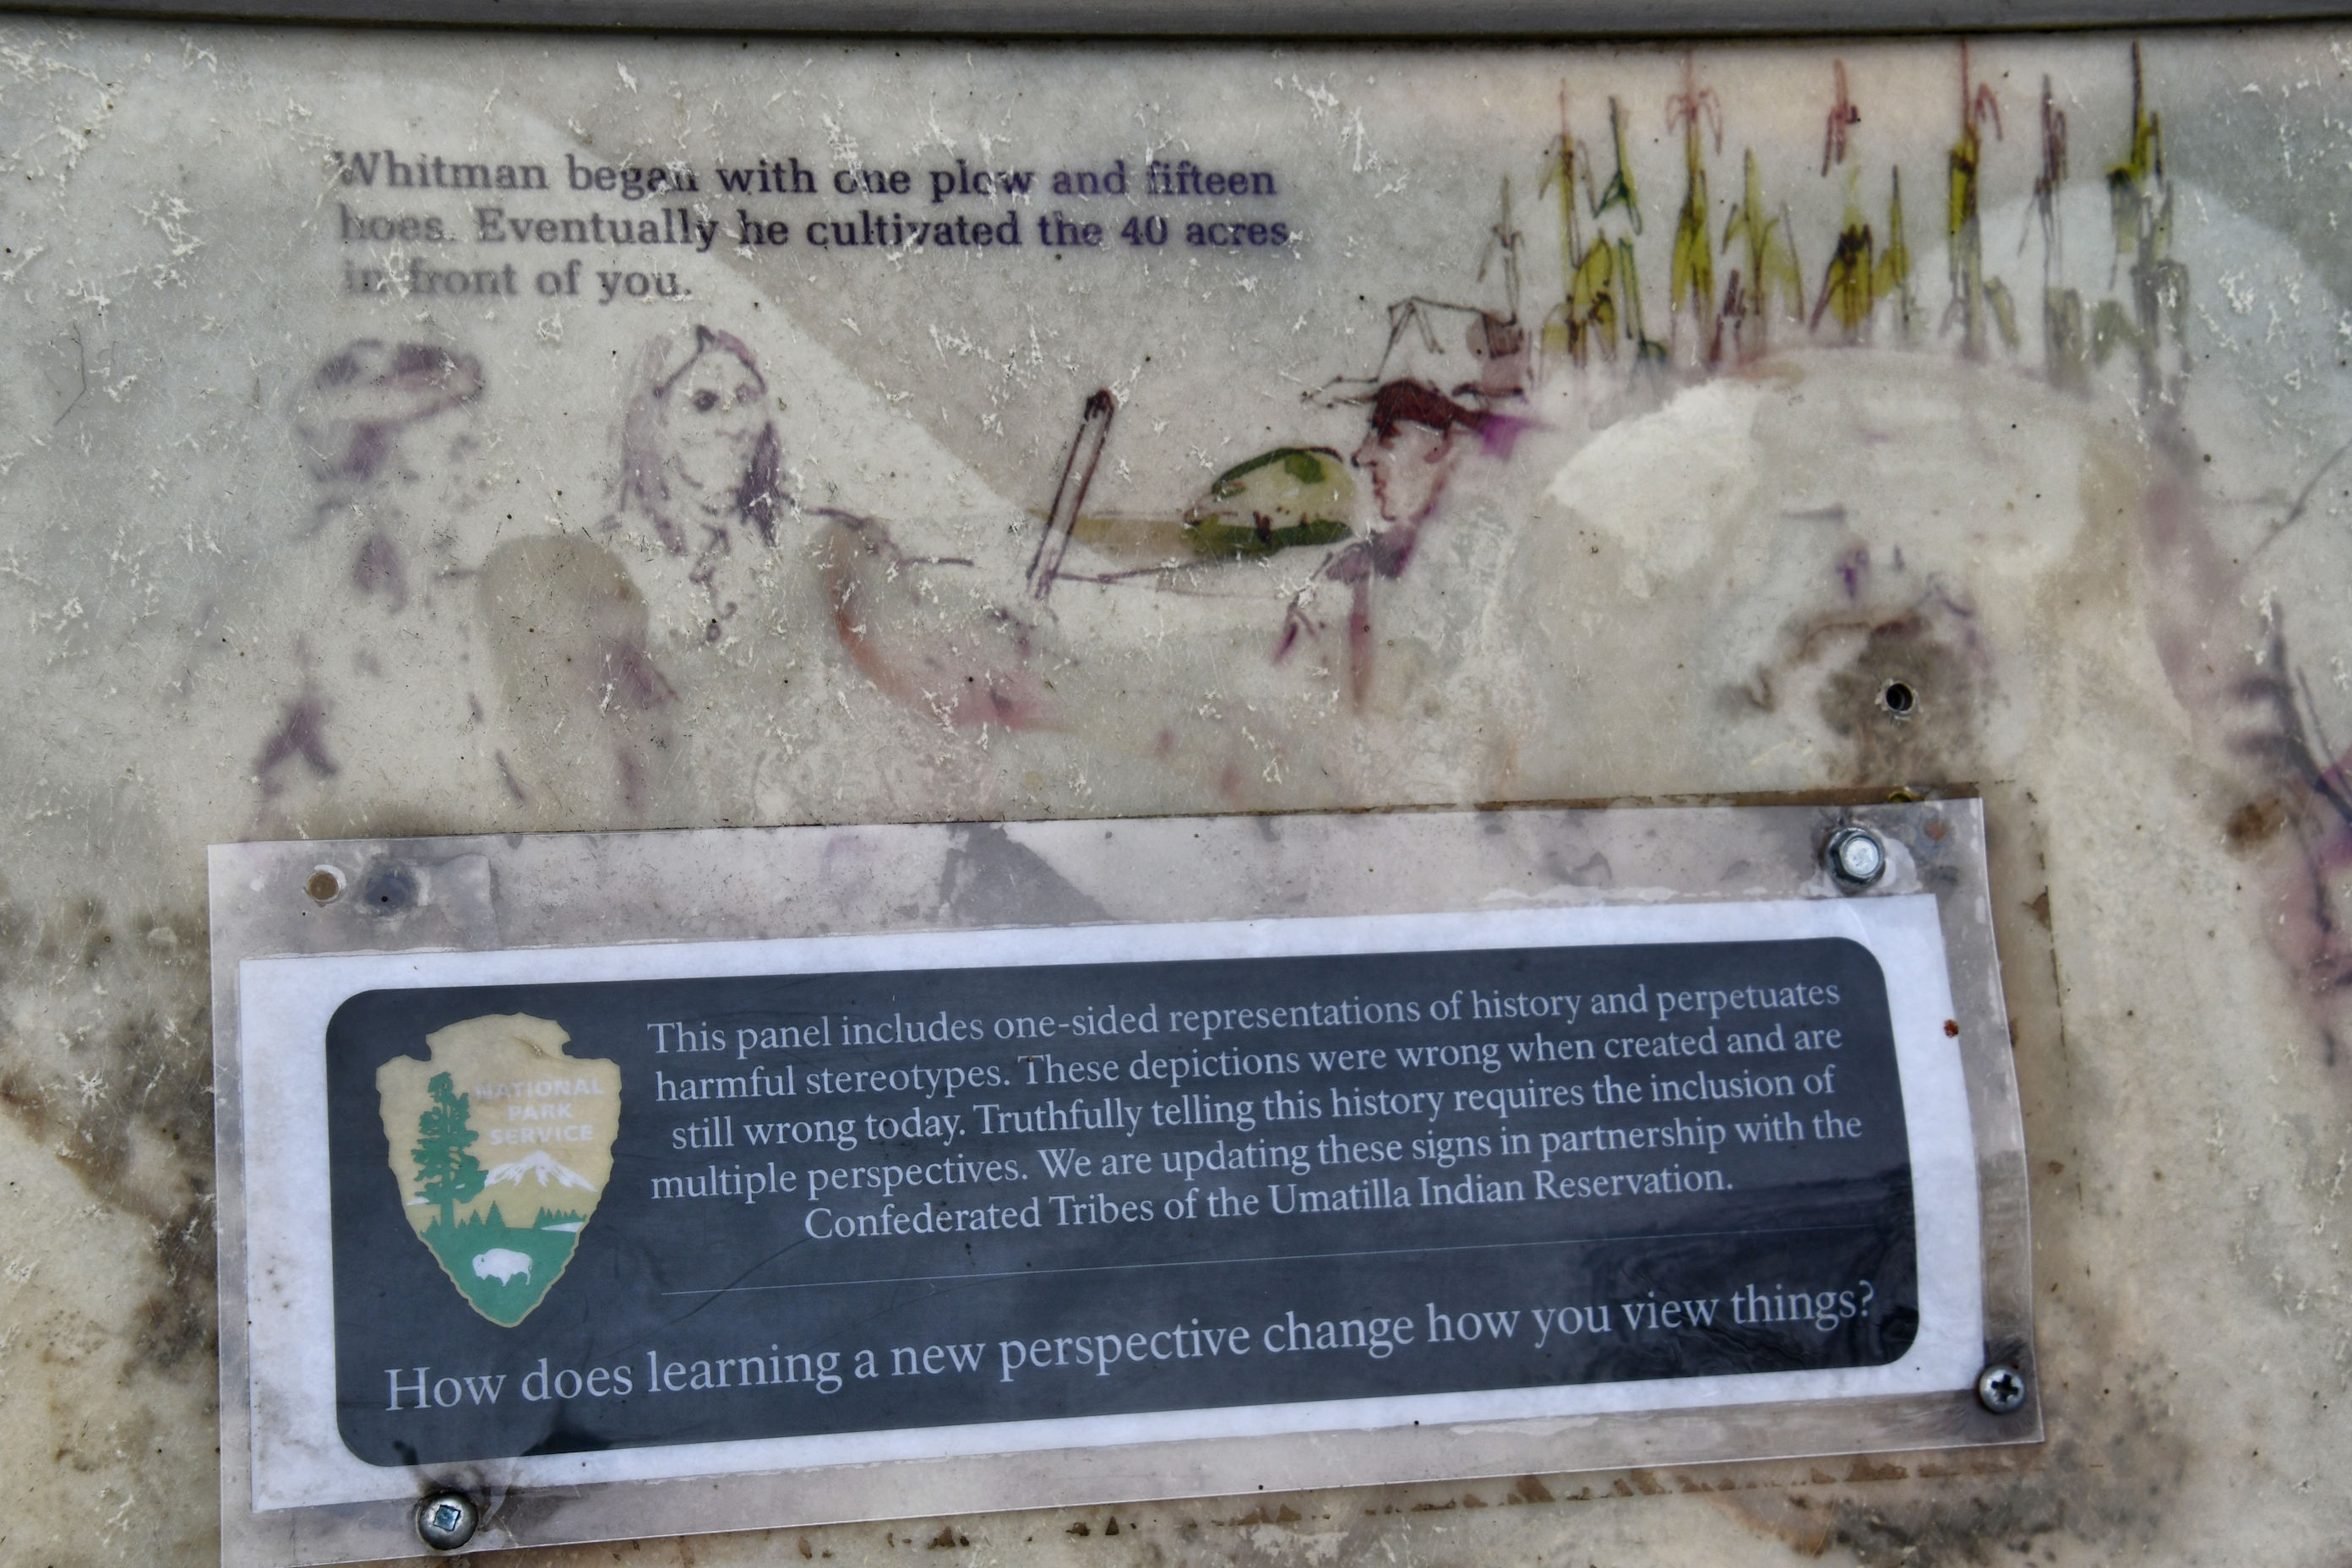 Whitman began with one plow and fifteen
hoes. Eventually he cultivated the 40 acres
in front of you.
NATIONAL
PARK
SERVICE
This panel includes one-sided representations of history and perpetuates
harmful stereotypes. These depictions were wrong when created and are
still wrong today. Truthfully telling this history requires the inclusion of
multiple perspectives. We are updating these signs in partnership with the
Confederated Tribes of the Umatilla Indian Reservation.
How does learning a new perspective change how you view things?